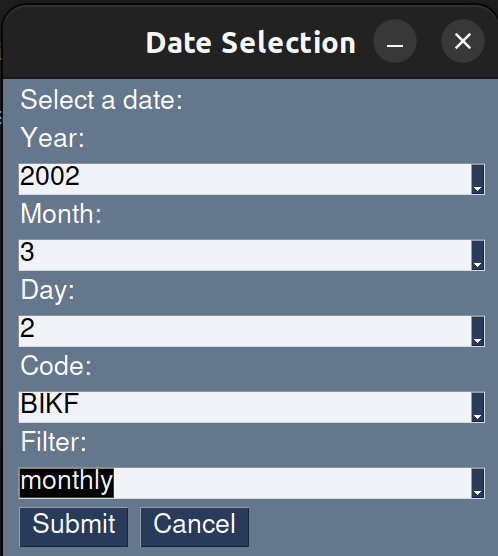 Date Selection
Select a date:
Year:
2002
Month:
3
Day:
2
Code:
BIKF
Filter:
monthly
Submit Cancel